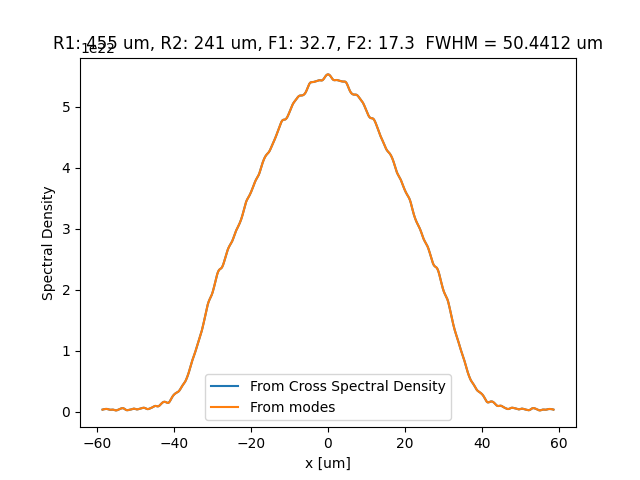 R1: 455 um, R2: 241 um, F1: 32.7, F2: 17.3  FWHM = 50.4412 um
1e22
5
4
3
2
1
0
Spectral Density
From Cross Spectral Density
From modes
−60 −40 −20 0 20 40 60
x [um]